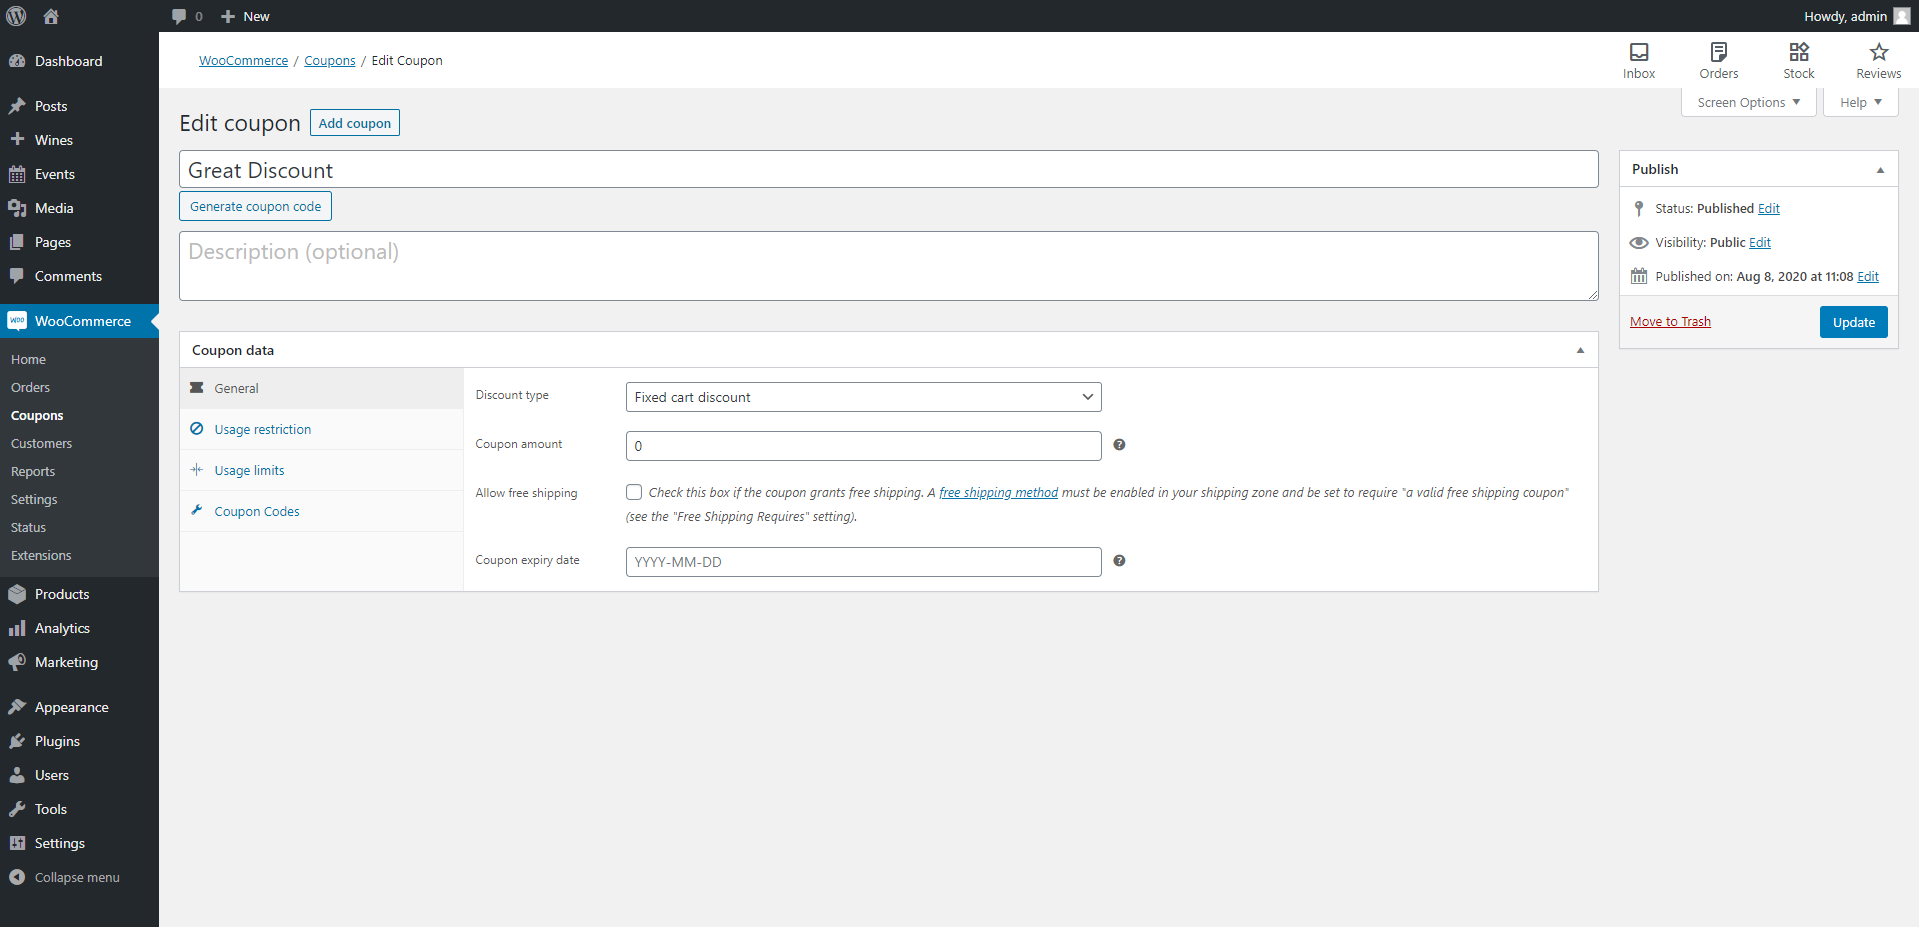 0 New Howdy, admin
Dashboard
Posts
Wines
Events
Media
Pages
Comments
Woo WooCommerce
Home
Orders
Coupons
Customers
Reports
Settings
Status
Extensions
Products
Analytics
Marketing
Appearance
Plugins
Users
Tools
Settings
Collapse menu
WooCommerce / Coupons / Edit Coupon
Inbox Orders Stock Reviews
Screen Options Help
Edit coupon Add coupon
Great Discount
Generate coupon code
Description (optional)
Coupon data
General
Usage restriction
Usage limits
Coupon Codes
Discount type Fixed cart discount
Coupon amount 0 ?
Allow free shipping Check this box if the coupon grants free shipping. A free shipping method must be enabled in your shipping zone and be set to require "a valid free shipping coupon"
(see the "Free Shipping Requires" setting).
Coupon expiry date YYYY-MM-DD ?
Publish
Status: Published Edit
Visibility: Public Edit
Published on: Aug 8, 2020 at 11:08 Edit
Move to Trash Update